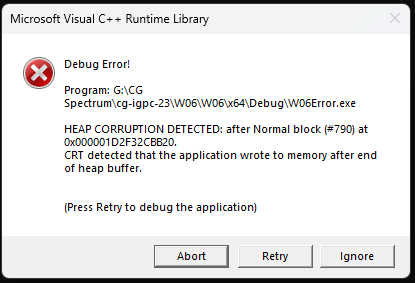 Microsoft Visual C++ Runtime Library
Debug Error!
Program: G:\CG
Spectrum\cg-igpc-23\W06\W06\x64\Debug\W06Error.exe
HEAP CORRUPTION DETECTED: after Normal block (#790) at
0x000001D2F32CBB20.
CRT detected that the application wrote to memory after end
of heap buffer.
(Press Retry to debug the application)
Abort Retry Ignore